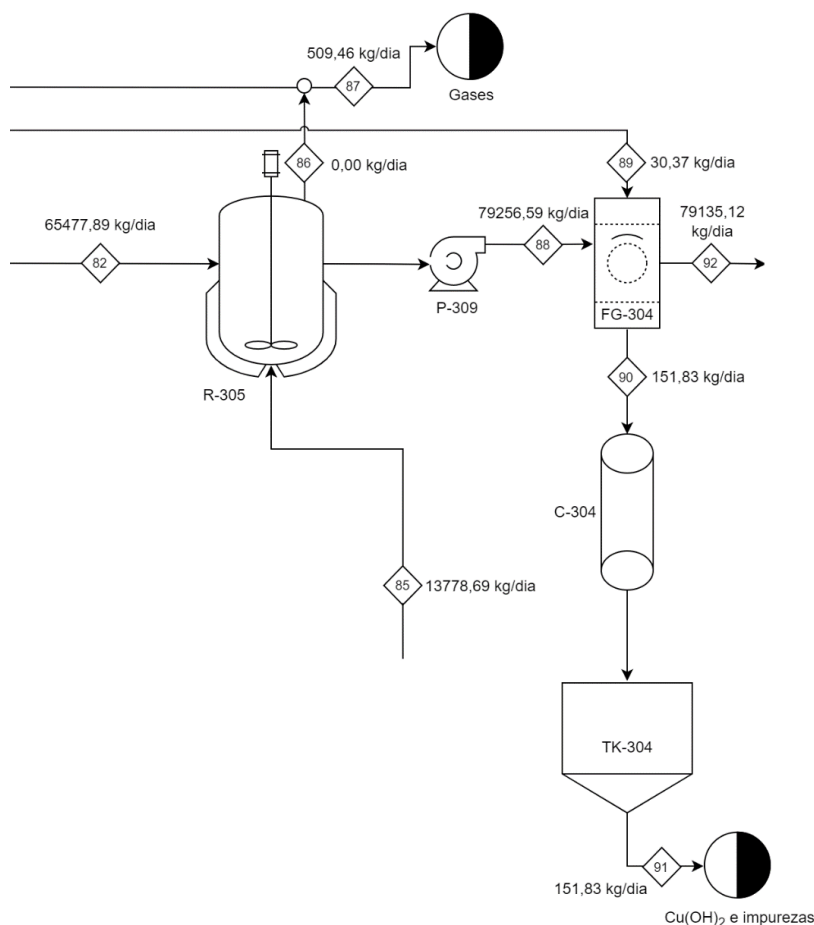 509,46 kg/dia
87
Gases
86
0,00 kg/dia
89
30,37 kg/dia
65477,89 kg/dia
82
79256,59 kg/dia
88
79135,12
kg/dia
92
P-309
FG-304
R-305
90
151,83 kg/dia
C-304
85
13778,69 kg/dia
TK-304
91
151,83 kg/dia
Cu(OH)₂ e impurezas